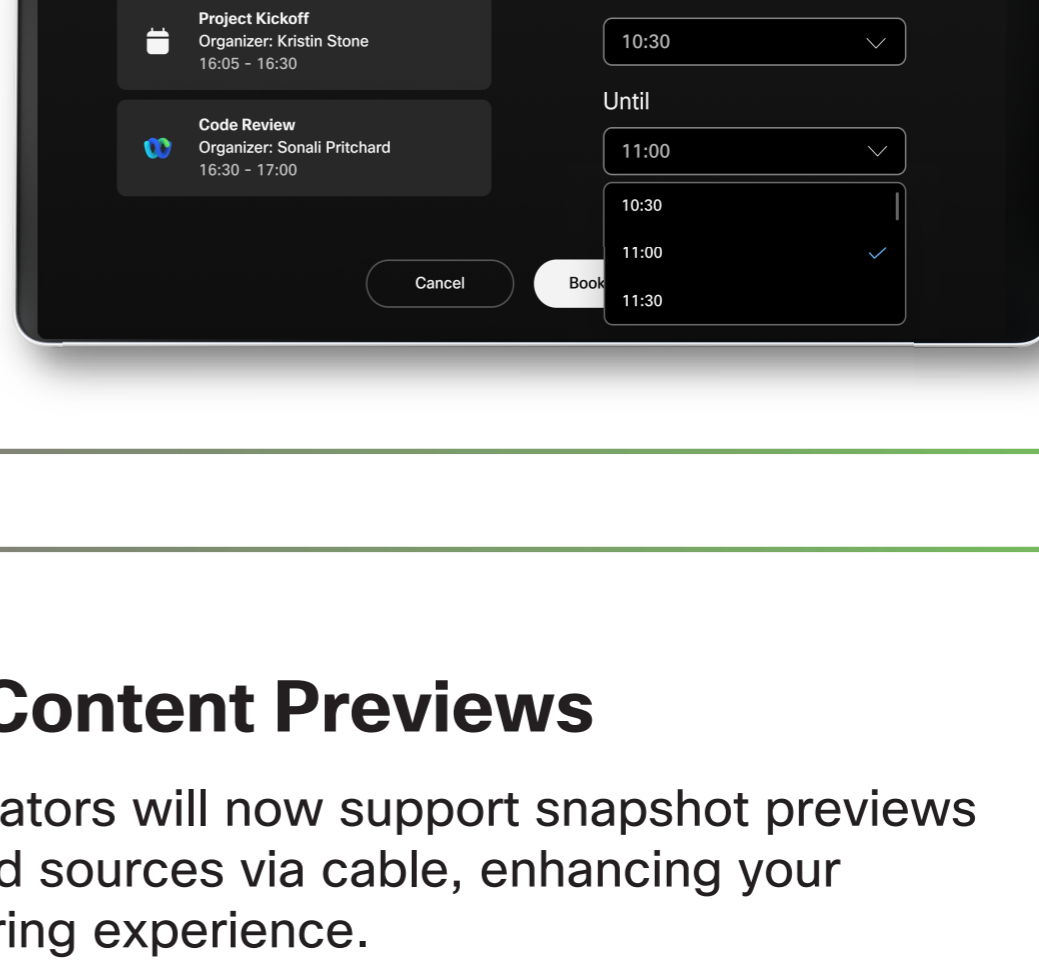 Project Kickoff
Organizer: Kristin Stone
16:05 - 16:30
Code Review
Organizer: Sonali Pritchard
16:30 - 17:00
10:30
Until
11:00
10:30
11:00
11:30
Cancel
Book
Content Previews
ators will now support snapshot previews
d sources via cable, enhancing your
ring experience.